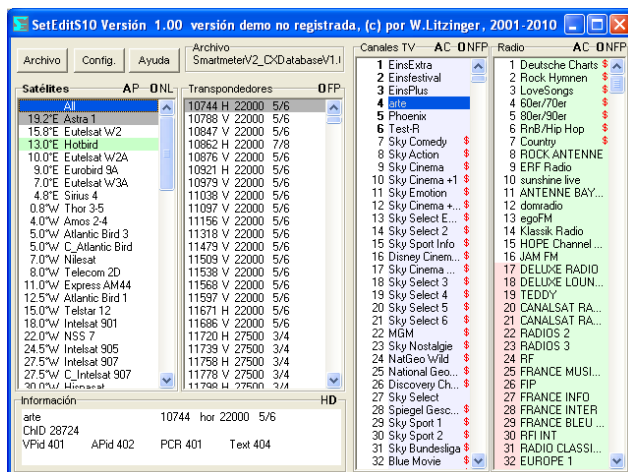 SetEditS10 Versión 1.00 versión demo no registrada, (c) por W.Litzinger, 2001-2010
Archivo
Config.
Ayuda
Archivo
SmartmeterV2_CXDatabaseV1.
Satélites AP ONL
All
19.2°E Astra 1
15.8°E Eutelsat W2
13.0°E Hotbird
10.0°E Eutelsat W2A
9.0°E Eurobird 9A
7.0°E Eutelsat W3A
4.8°E Sirius 4
0.8°W Thor 3-5
4.0°W Amos 2-4
5.0°W Atlantic Bird 3
5.0°W C_Atlantic Bird
7.0°W Nilesat
8.0°W Telecom 2D
11.0°W Express AM44
12.5°W Atlantic Bird 1
15.0°W Telstar 12
18.0°W Intelsat 901
22.0°W NSS 7
24.5°W Intelsat 905
27.5°W Intelsat 907
27.5°W C_Intelsat 907
30.0°W Hispasat
Transpondedores OFP
10744 H 22000 5/6
10788 V 22000 5/6
10847 V 22000 5/6
10862 H 22000 7/8
10876 V 22000 5/6
10921 H 22000 5/6
10979 V 22000 5/6
11038 V 22000 5/6
11097 V 22000 5/6
11156 V 22000 5/6
11318 V 22000 5/6
11479 V 22000 5/6
11509 V 22000 5/6
11538 V 22000 5/6
11568 V 22000 5/6
11597 V 22000 5/6
11671 H 22000 5/6
11686 V 22000 5/6
11720 H 27500 3/4
11739 V 27500 3/4
11758 H 27500 3/4
11778 V 27500 3/4
11798 H 27500 3/4
Canales TV AC ONFP
1 EinsExtra
2 Einsfestival
3 EinsPlus
4 arte
5 Phoenix
6 Test-R
7 Sky Comedy $
8 Sky Action $
9 Sky Cinema $
10 Sky Cinema +1 $
11 Sky Emotion $
12 Sky Cinema +... $
13 Sky Select E... $
14 Sky Select 2 $
15 Sky Sport Info $
16 Disney Cinem... $
17 Sky Cinema ... $
18 Sky Select 3 $
19 Sky Select 4 $
20 Sky Select 5 $
21 Sky Select 6 $
22 MGM $
23 Sky Nostalgie $
24 NatGeo Wild $
25 National Geo... $
26 Discovery Ch... $
27 Sky Select
28 Spiegel Gesc... $
29 Sky Sport 1 $
30 Sky Sport 2 $
31 Sky Bundesliga $
32 Blue Movie $
Radio AC ONFP
1 Deutsche Charts $
2 Rock Hymnen $
3 LoveSongs $
4 60er/70er $
5 80er/90er $
6 RnB/Hip Hop $
7 Country $
8 ROCK ANTENNE
9 ERF Radio
10 sunshine live
11 ANTENNE BAY...
12 domradio
13 egoFM
14 Klassik Radio
15 HOPE Channel ...
16 JAM FM
17 DELUXE RADIO
18 DELUXE LOUN...
19 TEDDY
20 CANALSAT RA...
21 CANALSAT RA...
22 RADIOS 2
23 RADIOS 3
24 RF
25 FRANCE MUSI...
26 FIP
27 FRANCE INFO
28 FRANCE INTER
29 FRANCE BLEU ...
30 RFI INT
31 RADIO CLASSI...
32 EUROPE 1
Información HD
arte 10744 hor 22000 5/6
ChID 28724
VPid 401 APid 402 PCR 401 Text 404